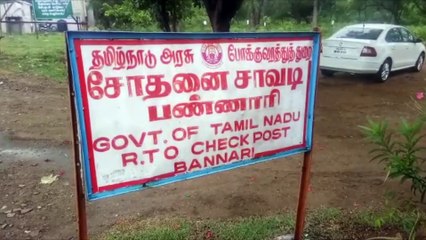 தமிழ்நாடு அரசு போக்குவரத்துத் துறை
சோதனை சாவடி
பண்ணாரி
GOVT. OF TAMIL NADU
R.T.O CHECK POST
BANNARI